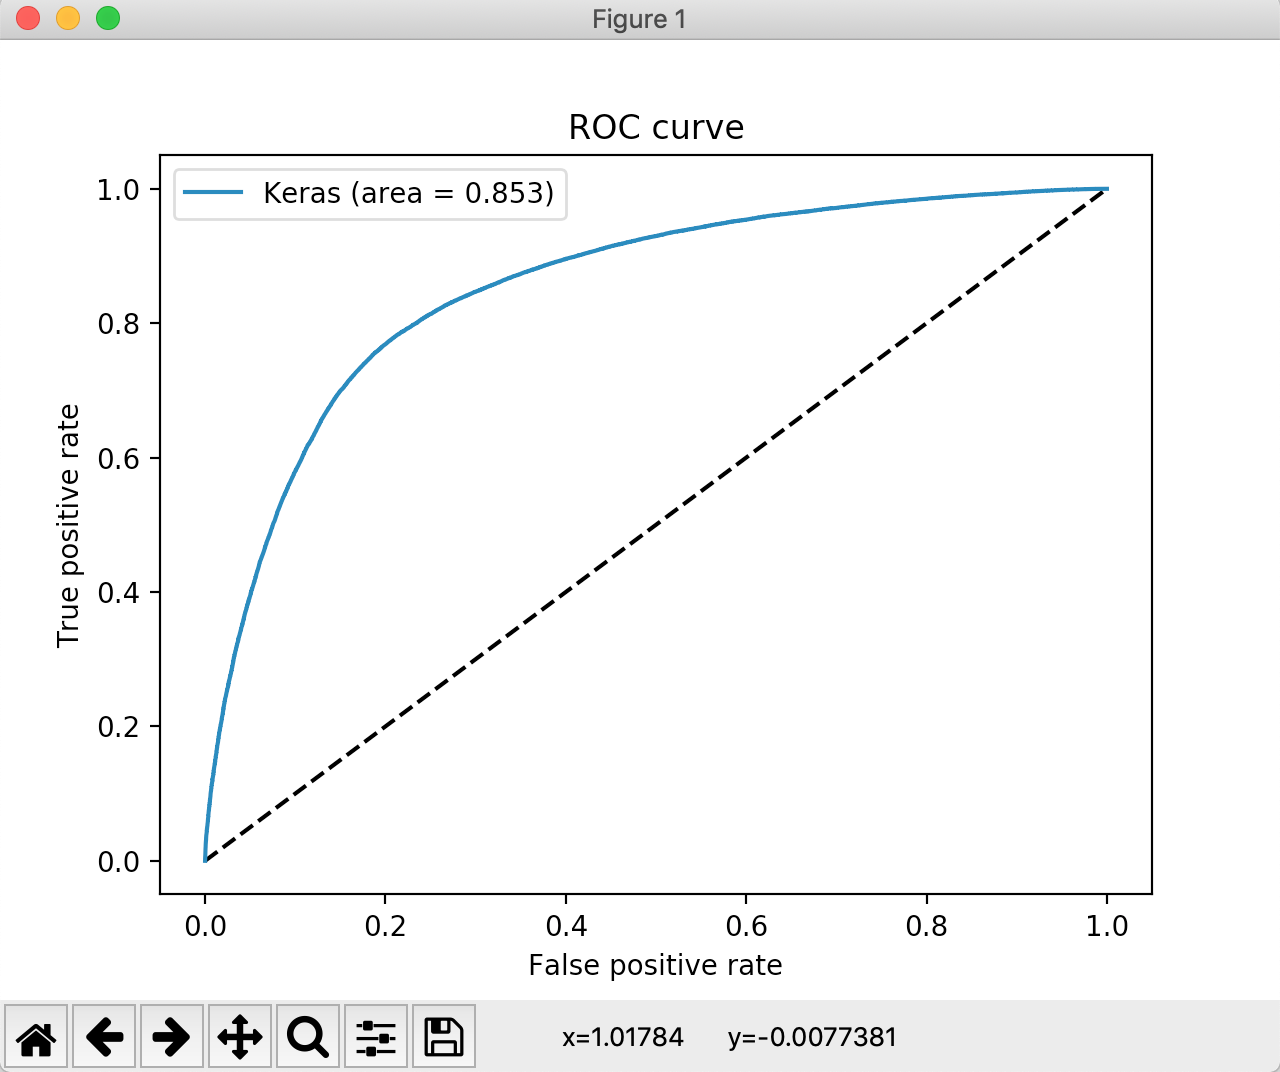 Figure 1
ROC curve
Keras (area = 0.853)
1.0
0.8
0.6
0.4
0.2
0.0
True positive rate
0.0 0.2 0.4 0.6 0.8 1.0
False positive rate
x=1.01784 y=-0.0077381